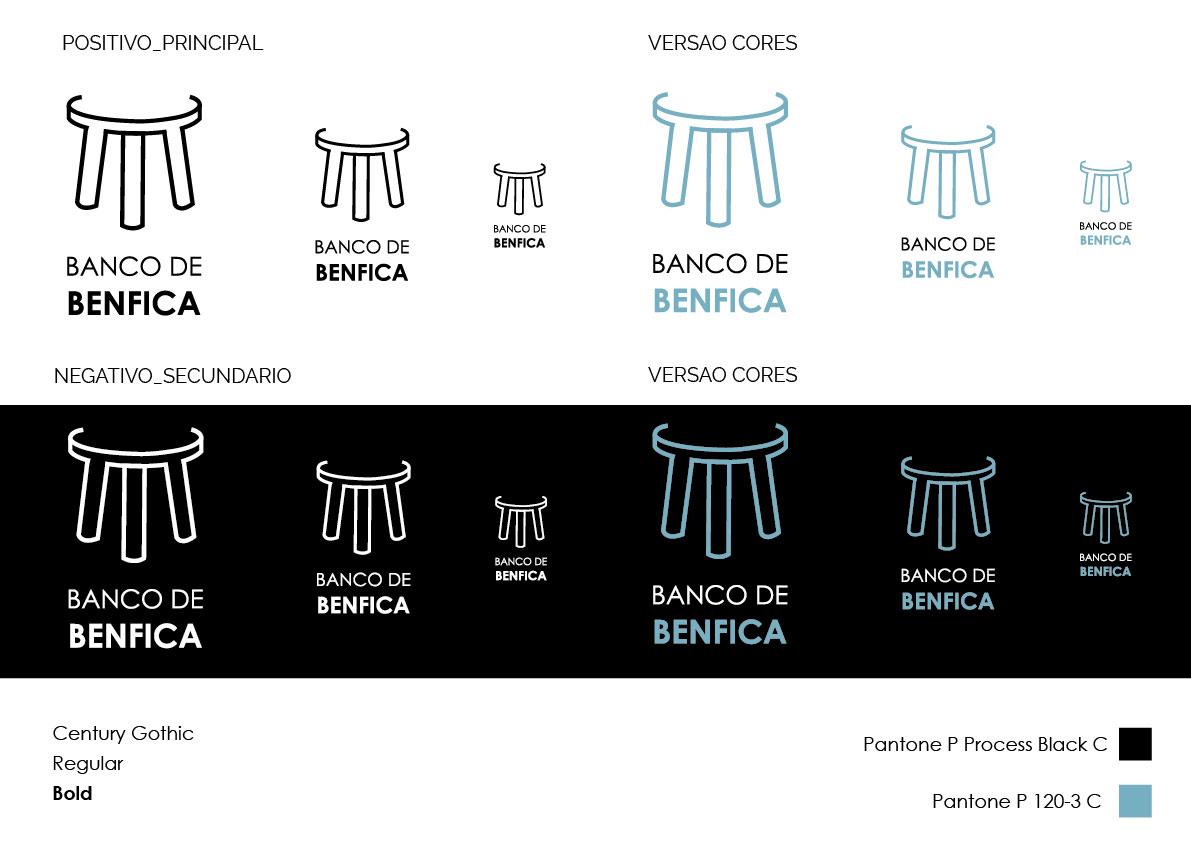 POSITIVO_PRINCIPAL
VERSAO CORES
BANCO DE
BENFICA
BANCO DE
BENFICA
BANCO DE
BENFICA
BANCO DE
BENFICA
BANCO DE
BENFICA
BANCO DE
BENFICA
NEGATIVO_SECUNDARIO
VERSAO CORES
BANCO DE
BENFICA
BANCO DE
BENFICA
BANCO DE
BENFICA
BANCO DE
BENFICA
BANCO DE
BENFICA
BANCO DE
BENFICA
Century Gothic
Regular
Bold
Pantone P Process Black C
Pantone P 120-3 C